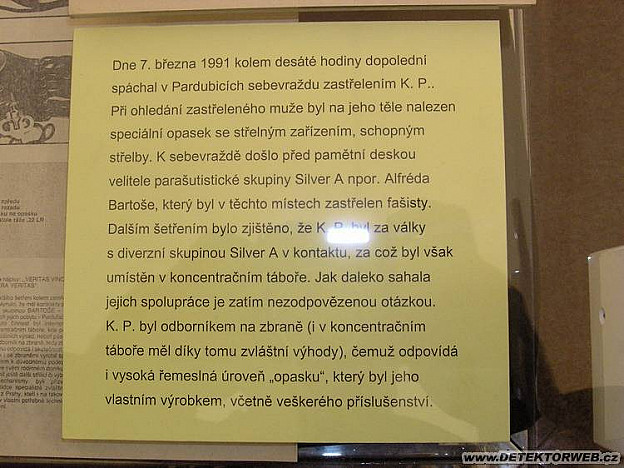 Dne 7. března 1991 kolem desáté hodiny dopolední
spáchal v Pardubicích sebevraždu zastřelením K. P..
Při ohledání zastřeleného muže byl na jeho těle nalezen
speciální opasek se střelným zařízením, schopným
střelby. K sebevraždě došlo před pamětní deskou
velitele parašutistické skupiny Silver A npor. Alfréda
Bartoše, který byl v těchto místech zastřelen fašisty.
Dalším šetřením bylo zjištěno, že K. P. byl za války
s diverzní skupinou Silver A v kontaktu, za což byl však
umístěn v koncentračním táboře. Jak daleko sahala
jejich spolupráce je zatím nezodpovězenou otázkou.
K. P. byl odborníkem na zbraně (i v koncentračním
táboře měl díky tomu zvláštní výhody), čemuž odpovídá
i vysoká řemeslná úroveň „opasku“, který byl jeho
vlastním výrobkem, včetně veškerého příslušenství.
WWW.DETEKTORWEB.CZ